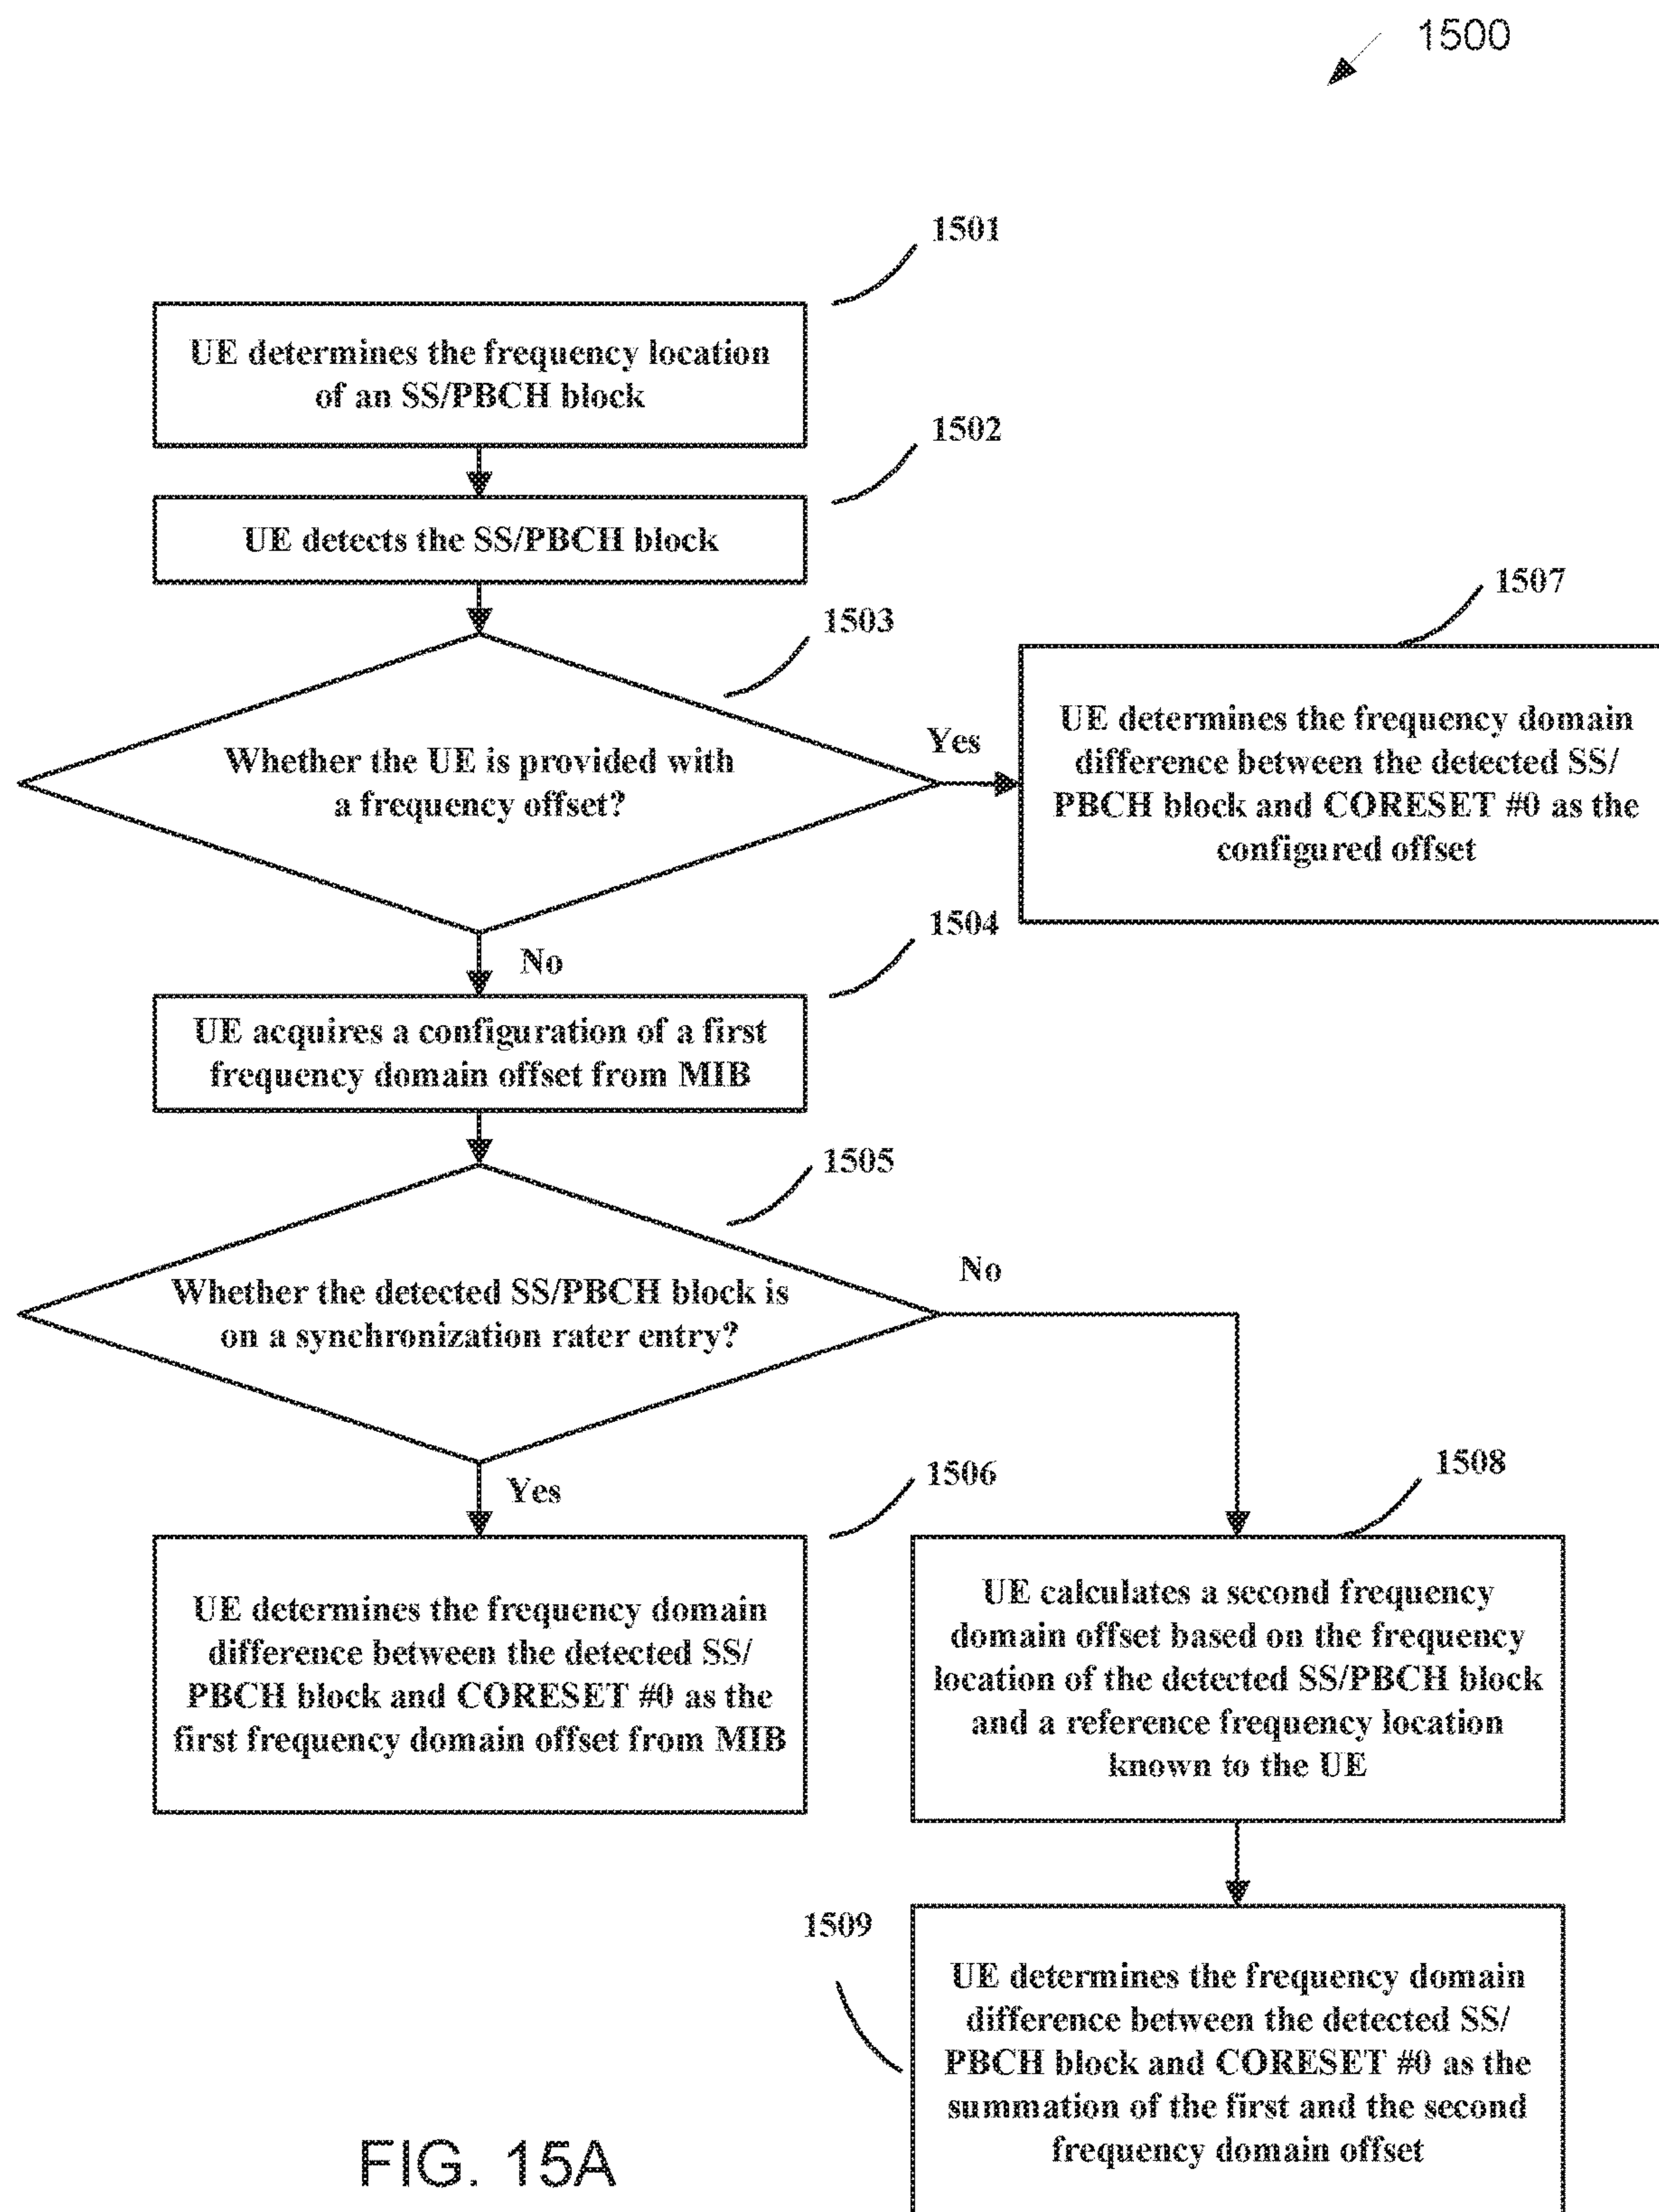 1500
1501
UE determines the frequency location
of an SS/PBCH block
1502
UE detects the SS/PBCH block
1503
Whether the UE is provided with
a frequency offset?
Yes
1507
UE determines the frequency domain
difference between the detected SS/
PBCH block and CORESET #0 as the
configured offset
No
1504
UE acquires a configuration of a first
frequency domain offset from MIB
1505
Whether the detected SS/PBCH block is
on a synchronization rater entry?
No
Yes
1506
UE determines the frequency domain
difference between the detected SS/
PBCH block and CORESET #0 as the
first frequency domain offset from MIB
1508
UE calculates a second frequency
domain offset based on the frequency
location of the detected SS/PBCH block
and a reference frequency location
known to the UE
1509
UE determines the frequency domain
difference between the detected SS/
PBCH block and CORESET #0 as the
summation of the first and the second
frequency domain offset
FIG. 15A